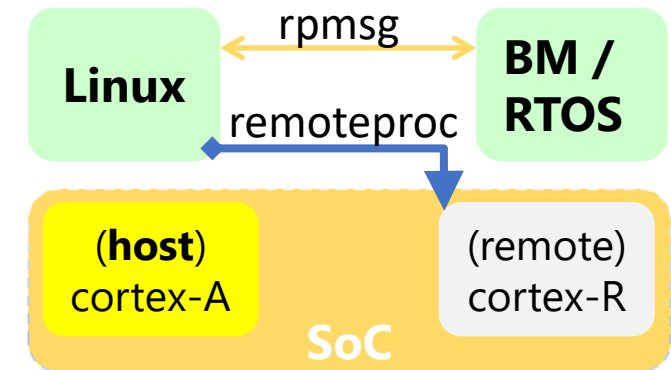 rpmsg
Linux
BM /
RTOS
remoteproc
(host)
cortex-A
(remote)
cortex-R
SoC